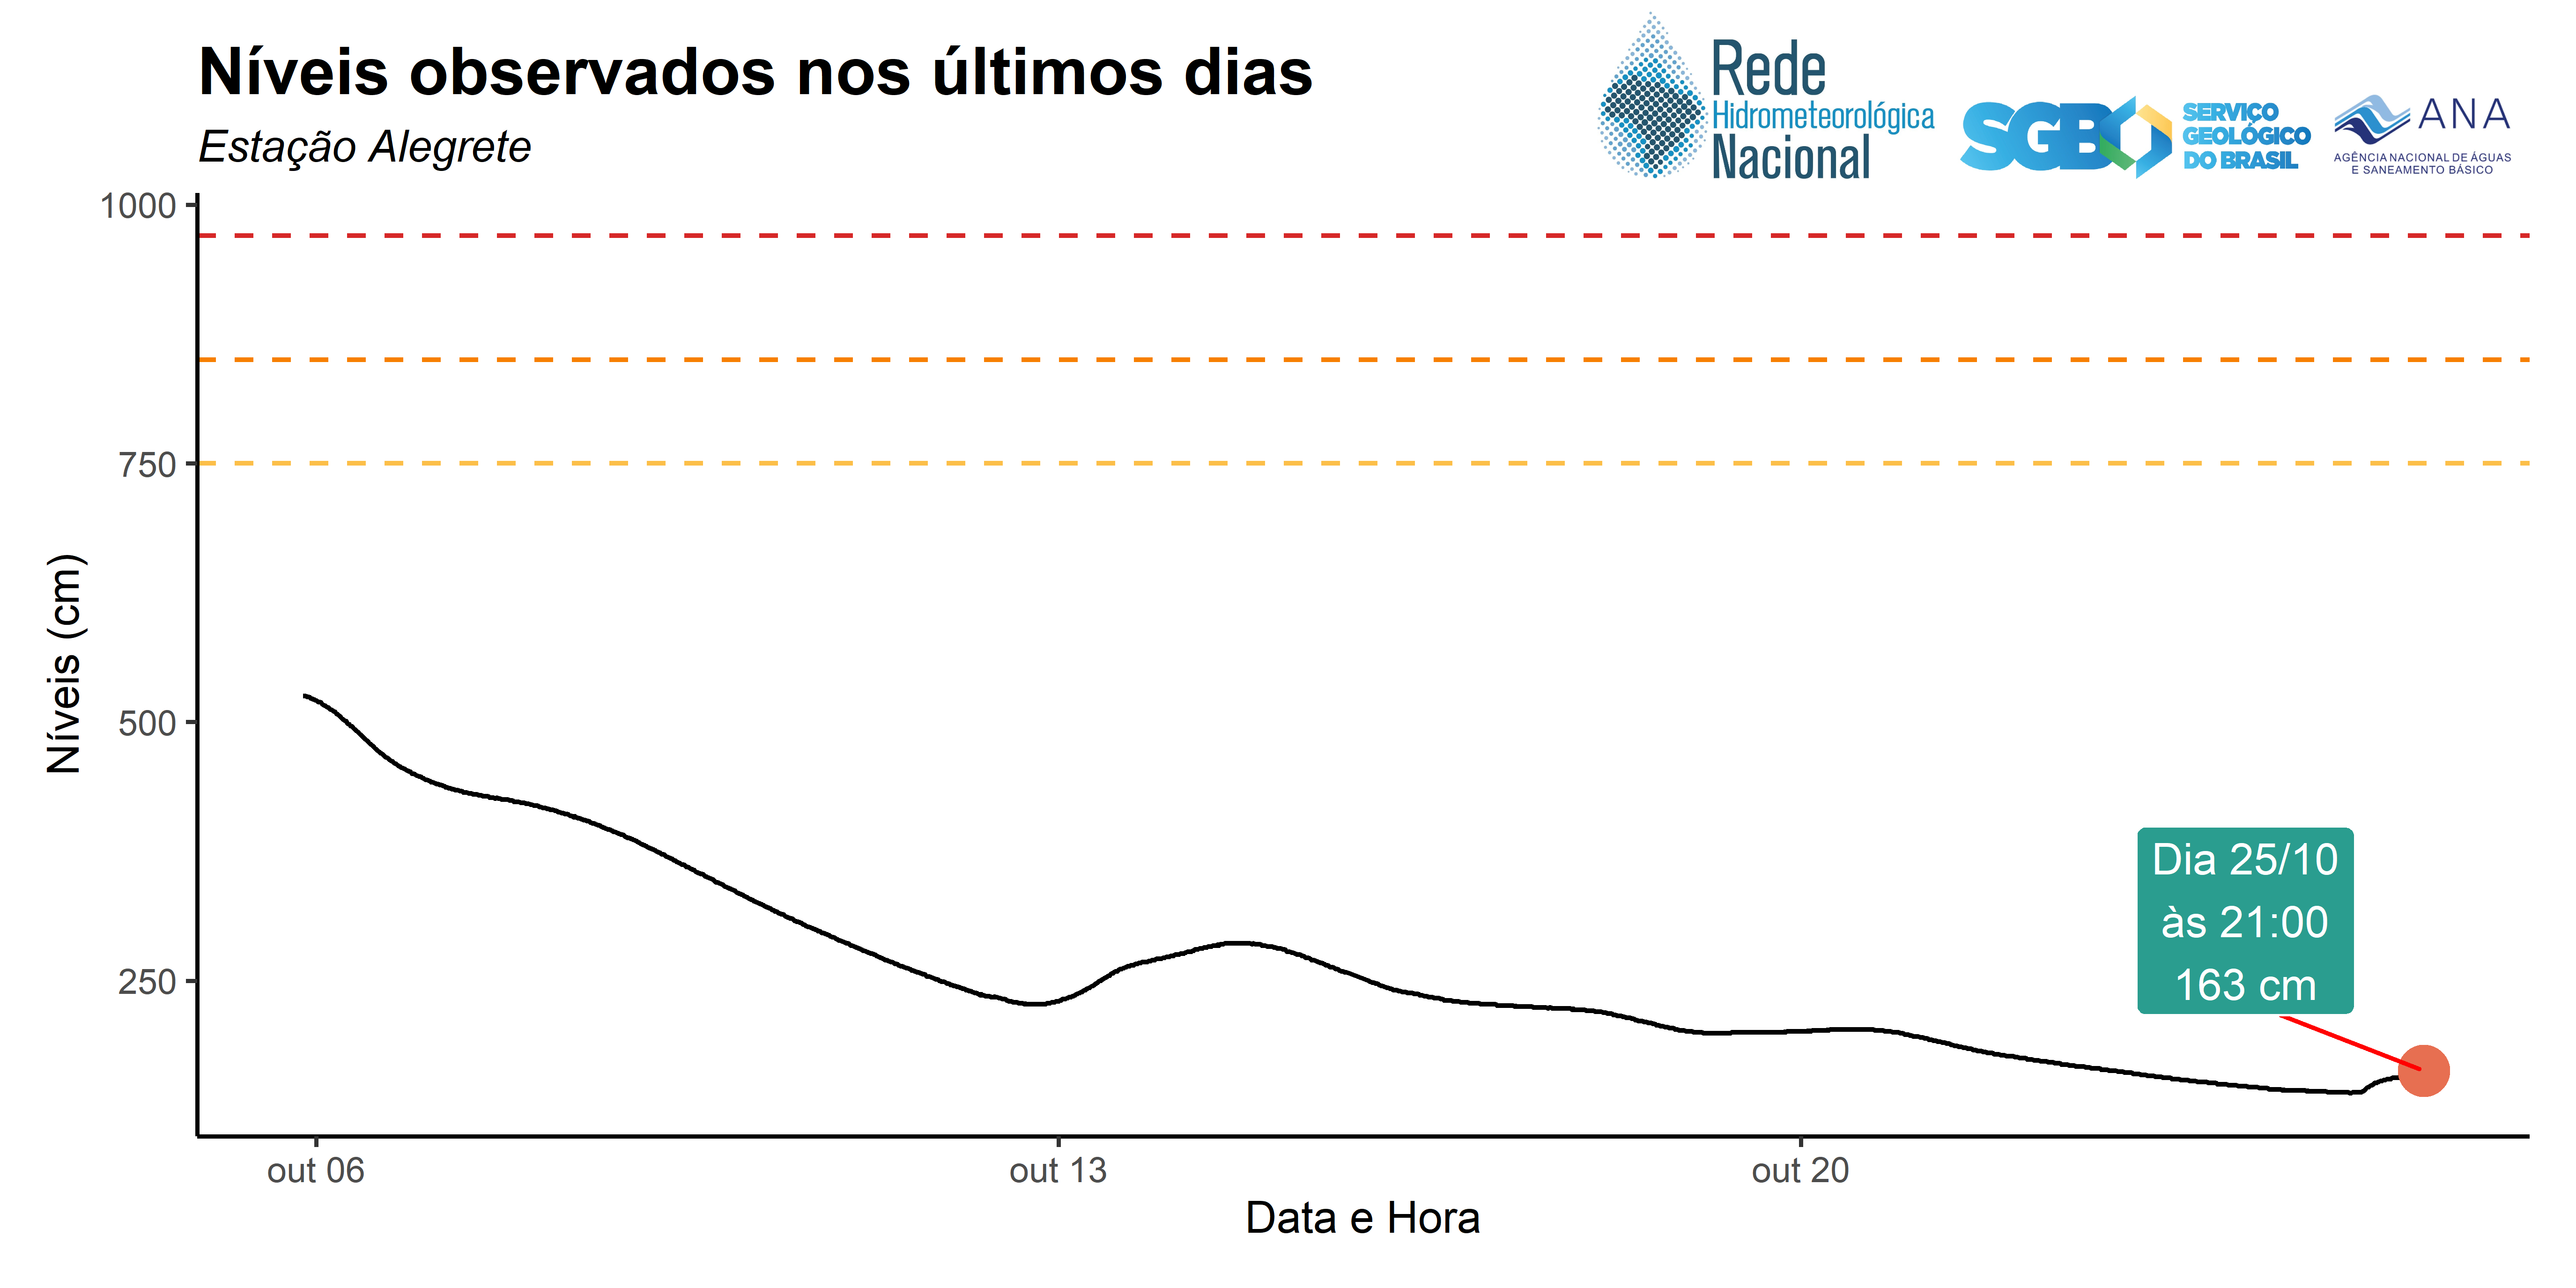 Níveis observados nos últimos dias
Estação Alegrete
Rede
Hidrometeorológica
Nacional
SGB
SERVIÇO
GEOLÓGICO
DO BRASIL
ANA
AGÊNCIA NACIONAL DE ÁGUAS
E SANEAMENTO BÁSICO
1000
750
500
250
Níveis (cm)
Dia 25/10
às 21:00
163 cm
out 06
out 13
out 20
Data e Hora